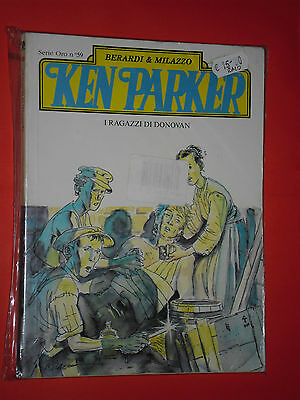 Serie Oro n°59
BERARDI & MILAZZO
KEN PARKER
I RAGAZZI DI DONOVAN